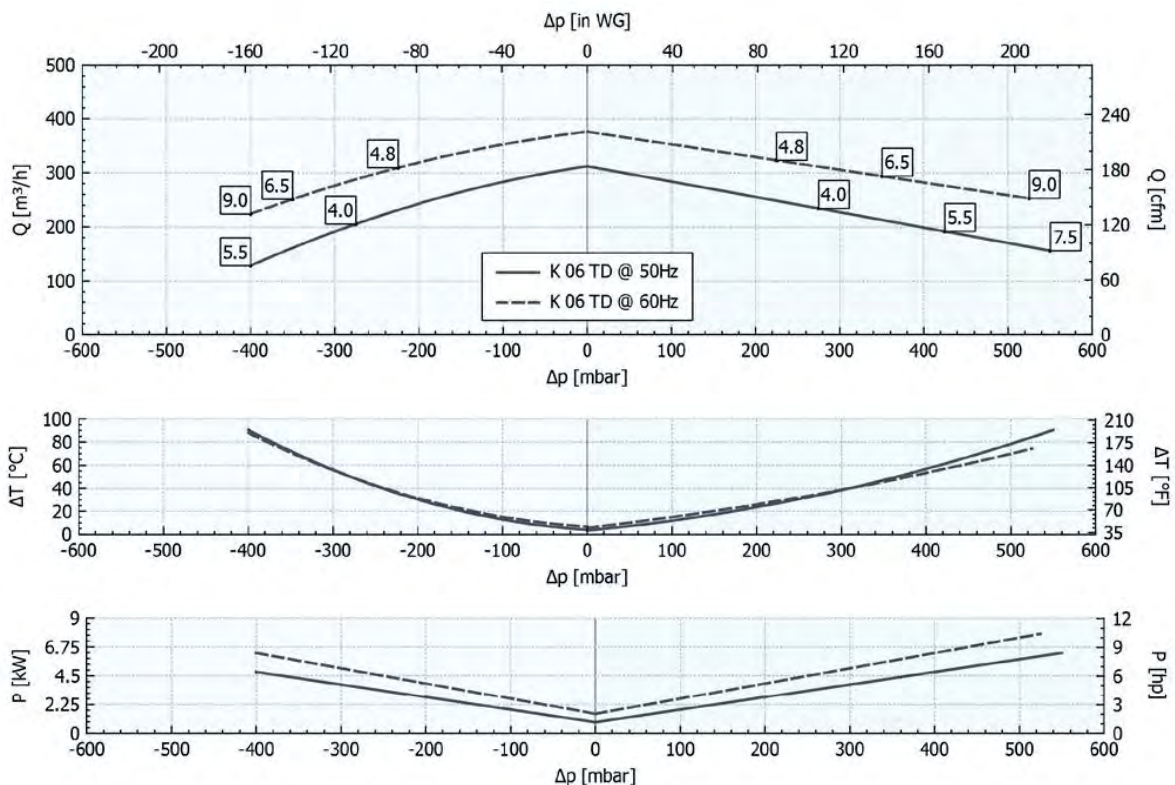 Δp [in WG]
-200 -160 -120 -80 -40 0 40 80 120 160 200
500 400 300 200 100 0
Q [m³/h]
240 180 120 60 0
Q [cfm]
9.0 6.5 4.8 4.8 6.5 9.0
5.5 4.0 4.0 5.5 7.5
K 06 TD @ 50Hz
K 06 TD @ 60Hz
-600 -500 -400 -300 -200 -100 0 100 200 300 400 500 600
Δp [mbar]
100 80 60 40 20 0
ΔT [°C]
210 175 140 105 70 35
ΔT [°F]
-600 -500 -400 -300 -200 -100 0 100 200 300 400 500 600
Δp [mbar]
9 6.75 4.5 2.25 0
P [kW]
12 9 6 3 0
P [hp]
-600 -500 -400 -300 -200 -100 0 100 200 300 400 500 600
Δp [mbar]